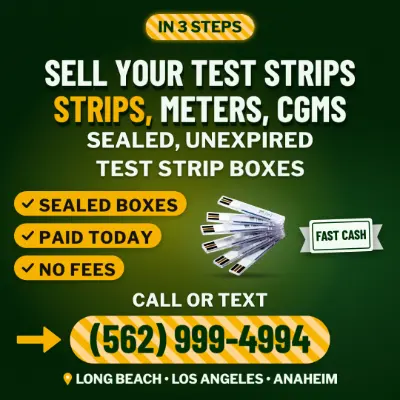 IN 3 STEPS
SELL YOUR TEST STRIPS
STRIPS, METERS, CGMS
SEALED, UNEXPIRED
TEST STRIP BOXES
SEALED BOXES
PAID TODAY
NO FEES
FAST CASH
CALL OR TEXT
(562) 999-4994
LONG BEACH • LOS ANGELES • ANAHEIM